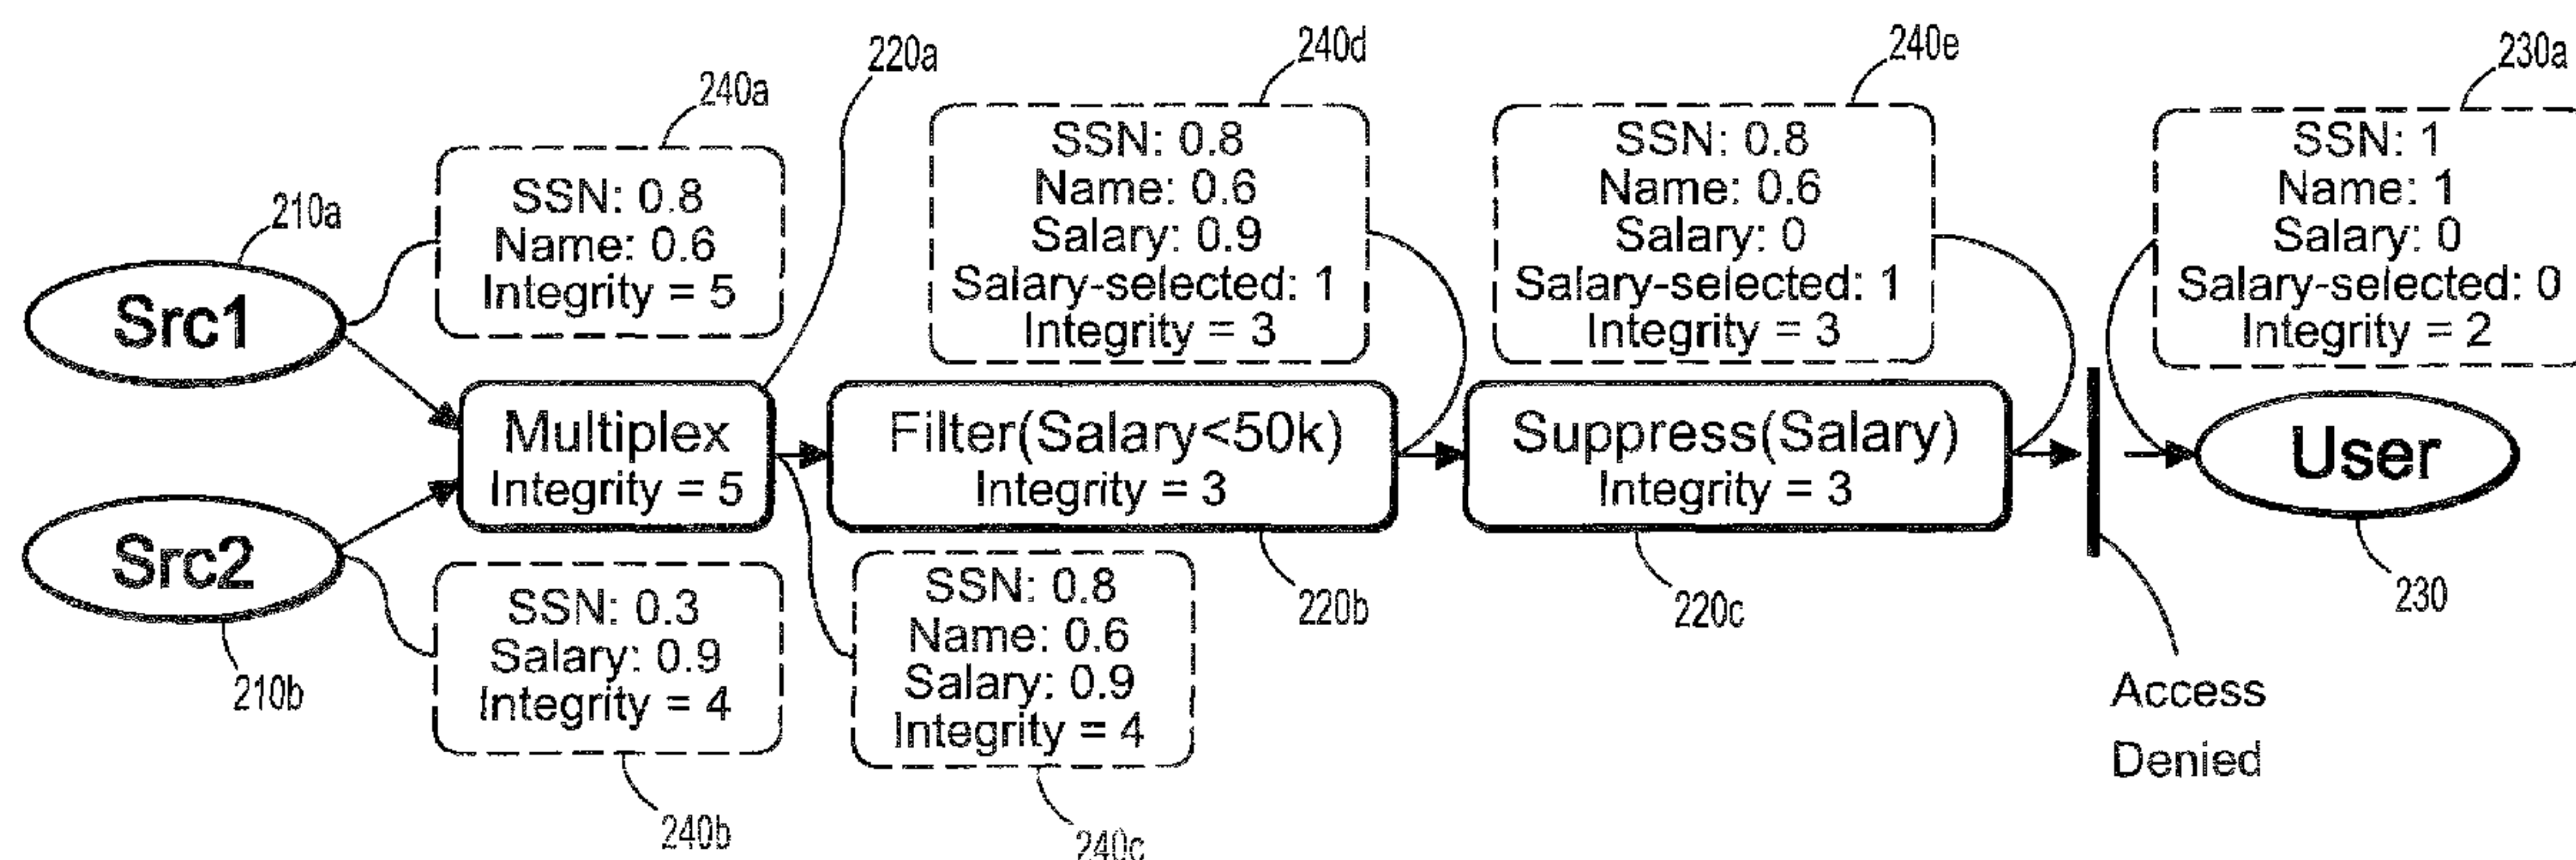 220a
240d
240e
230a
240a
SSN: 0.8
Name: 0.6
Salary: 0.9
Salary-selected: 1
Integrity = 3
SSN: 0.8
Name: 0.6
Salary: 0
Salary-selected: 1
Integrity = 3
SSN: 1
Name: 1
Salary: 0
Salary-selected: 0
Integrity = 2
SSN: 0.8
Name: 0.6
Integrity = 5
210a
Src1
Multiplex
Integrity = 5
Filter(Salary<50k)
Integrity = 3
Suppress(Salary)
Integrity = 3
User
Src2
SSN: 0.3
Salary: 0.9
Integrity = 4
SSN: 0.8
Name: 0.6
Salary: 0.9
Integrity = 4
220b
220c
230
210b
Access
Denied
240b
240c